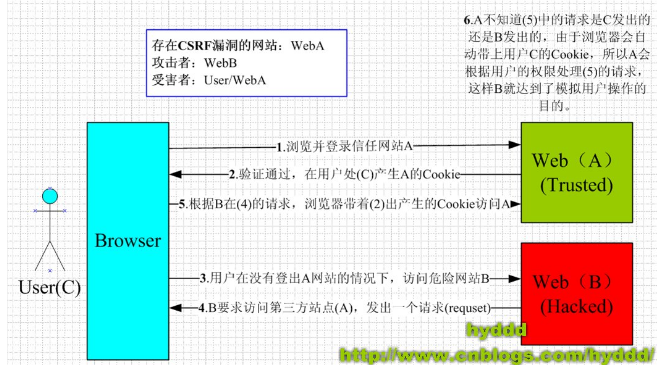 存在CSRF漏洞的网站：WebA
攻击者：WebB
受害者：User/WebA
6.A不知道(5)中的请求是C发出的
还是B发出的，由于浏览器会自
动带上用户C的Cookie，所以A会
根据用户的权限处理(5)的请求，
这样B就达到了模拟用户操作的
目的。
1.浏览并登录信任网站A
2.验证通过，在用户处(C)产生A的Cookie
5.根据B在(4)的请求，浏览器带着(2)出产生的Cookie访问A
Web（A）
(Trusted)
Browser
User(C)
3.用户在没有登出A网站的情况下，访问危险网站B
4.B要求访问第三方站点(A)，发出一个请求(requset)
Web（B）
(Hacked)
hyddd
http://www.cnblogs.com/hyddd/